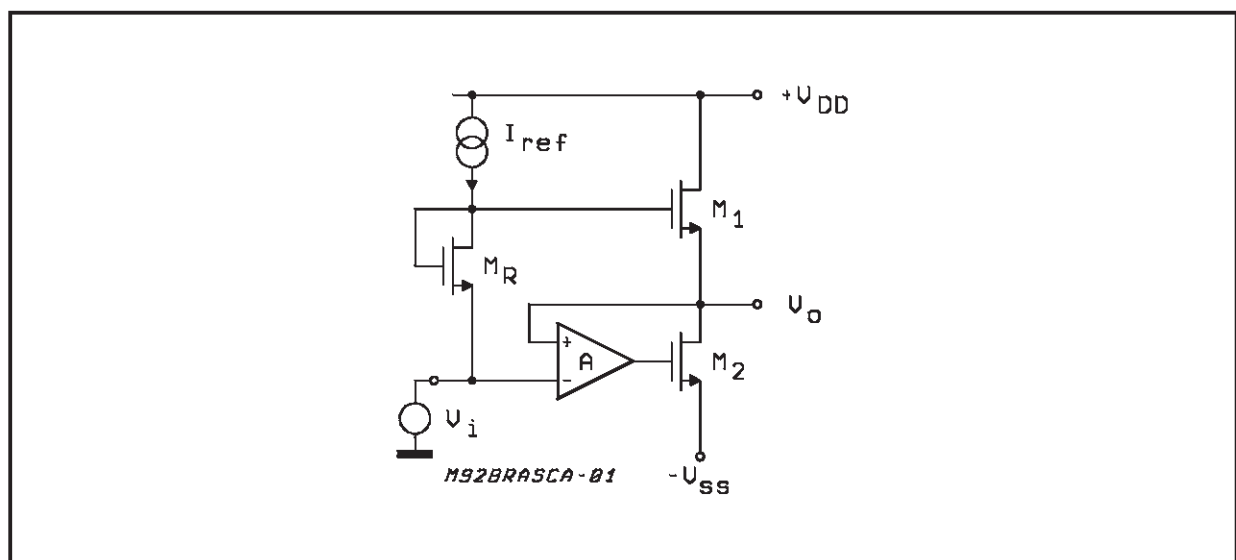 +V_DD
I_ref
M_1
M_R
V_o
+
A
M_2
-
V_i
M92BRASCA-01
-V_SS